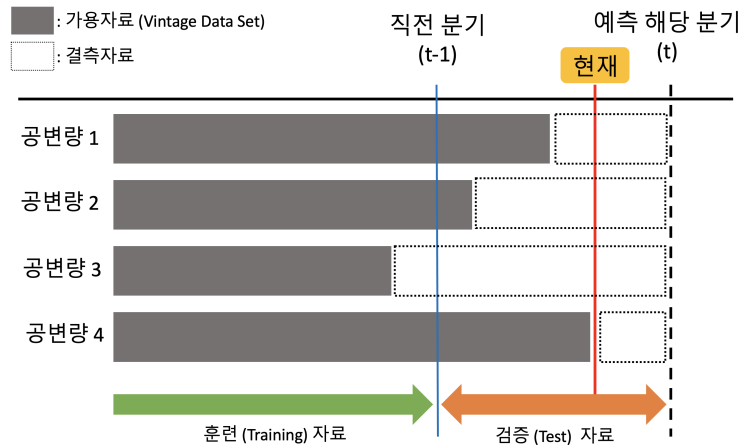 : 가용자료 (Vintage Data Set)
: 결측자료
직전 분기
(t-1)
예측 해당 분기
(t)
현재
공변량 1
공변량 2
공변량 3
공변량 4
훈련 (Training) 자료
검증 (Test) 자료